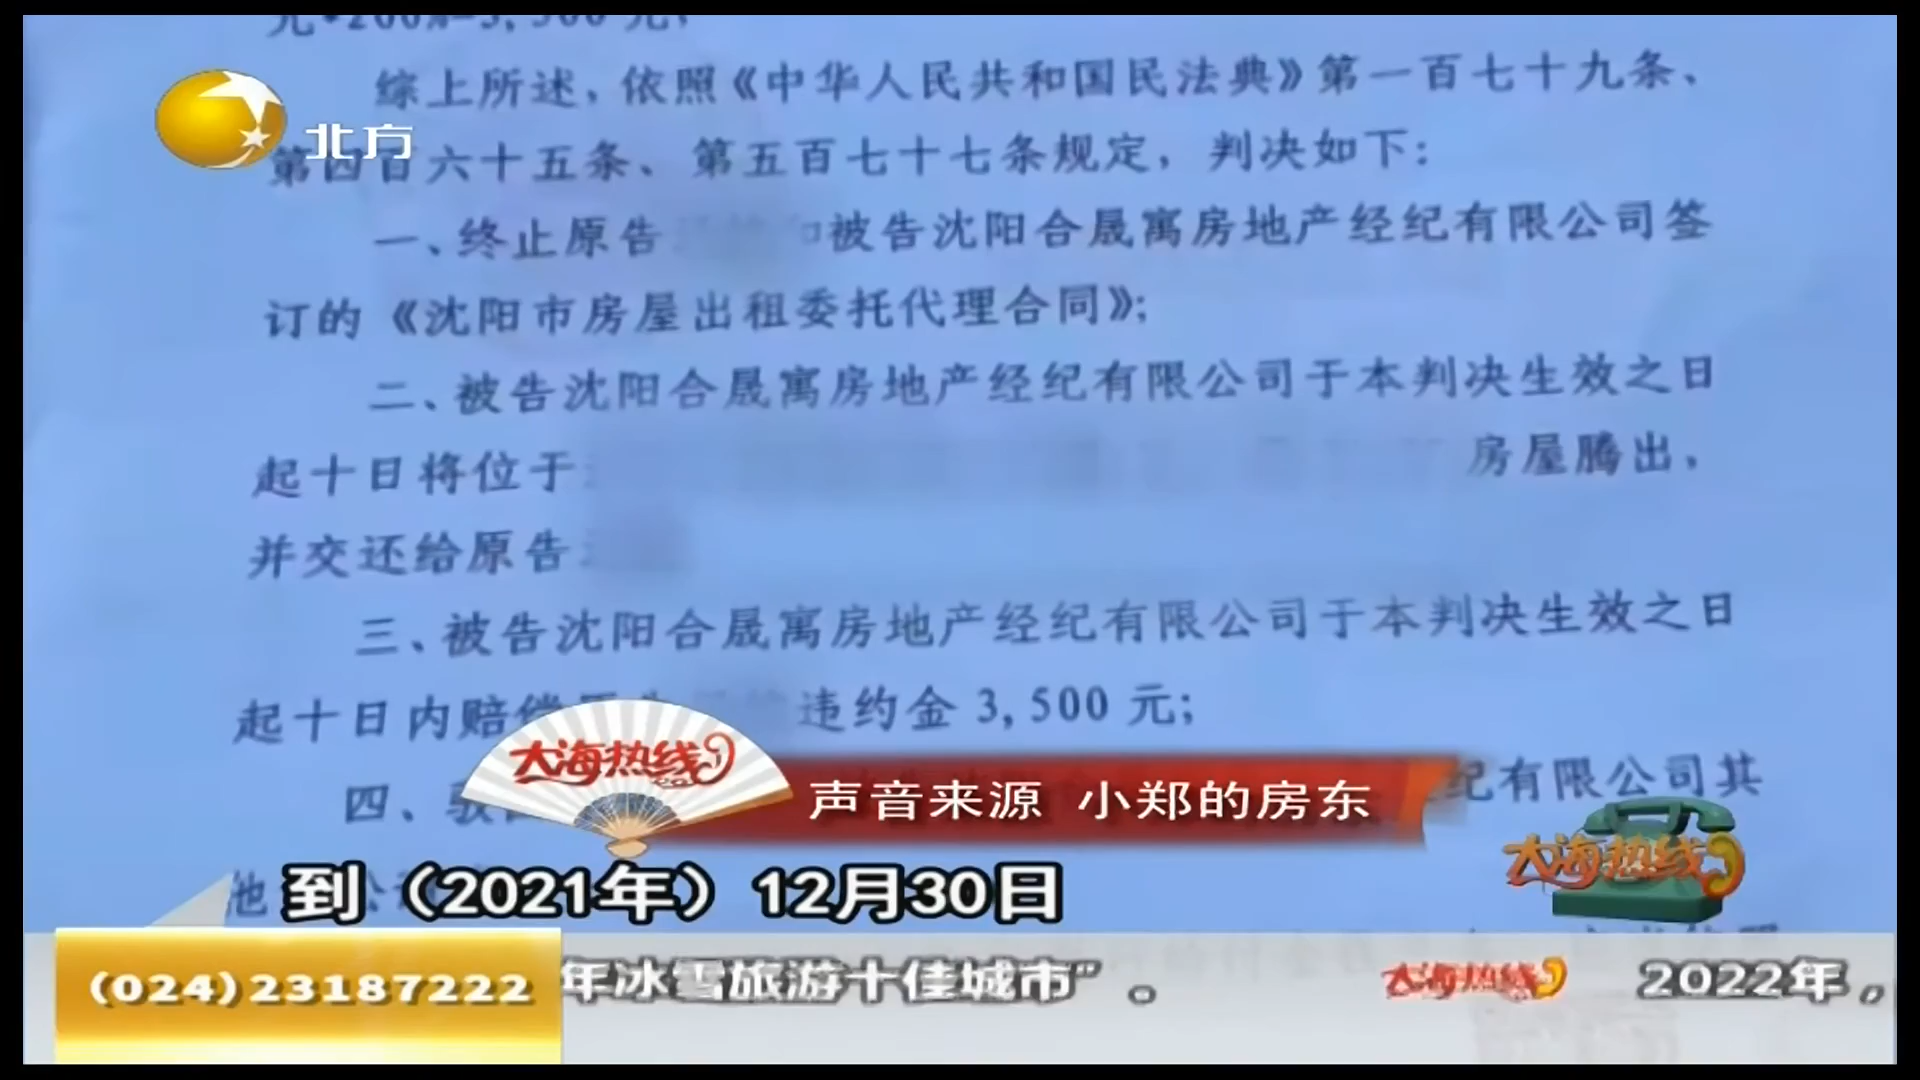 综上所述，依照《中华人民共和国民法典》第一百七十九条、
北方
第四百六十五条、第五百七十七条规定，判决如下：
一、终止原告 和被告沈阳合晟寓房地产经纪有限公司签
订的《沈阳市房屋出租委托代理合同》；
二、被告沈阳合晟寓房地产经纪有限公司于本判决生效之日
起十日将位于 房屋腾出，
并交还给原告
三、被告沈阳合晟寓房地产经纪有限公司于本判决生效之日
起十日内赔偿原告 违约金 3,500 元；
大海热线
声音来源 小郑的房东
四、驳回 纪有限公司其
大海热线
他
到（2021年）12月30日
(024)23187222
年冰雪旅游十佳城市”。
大海热线
2022年，